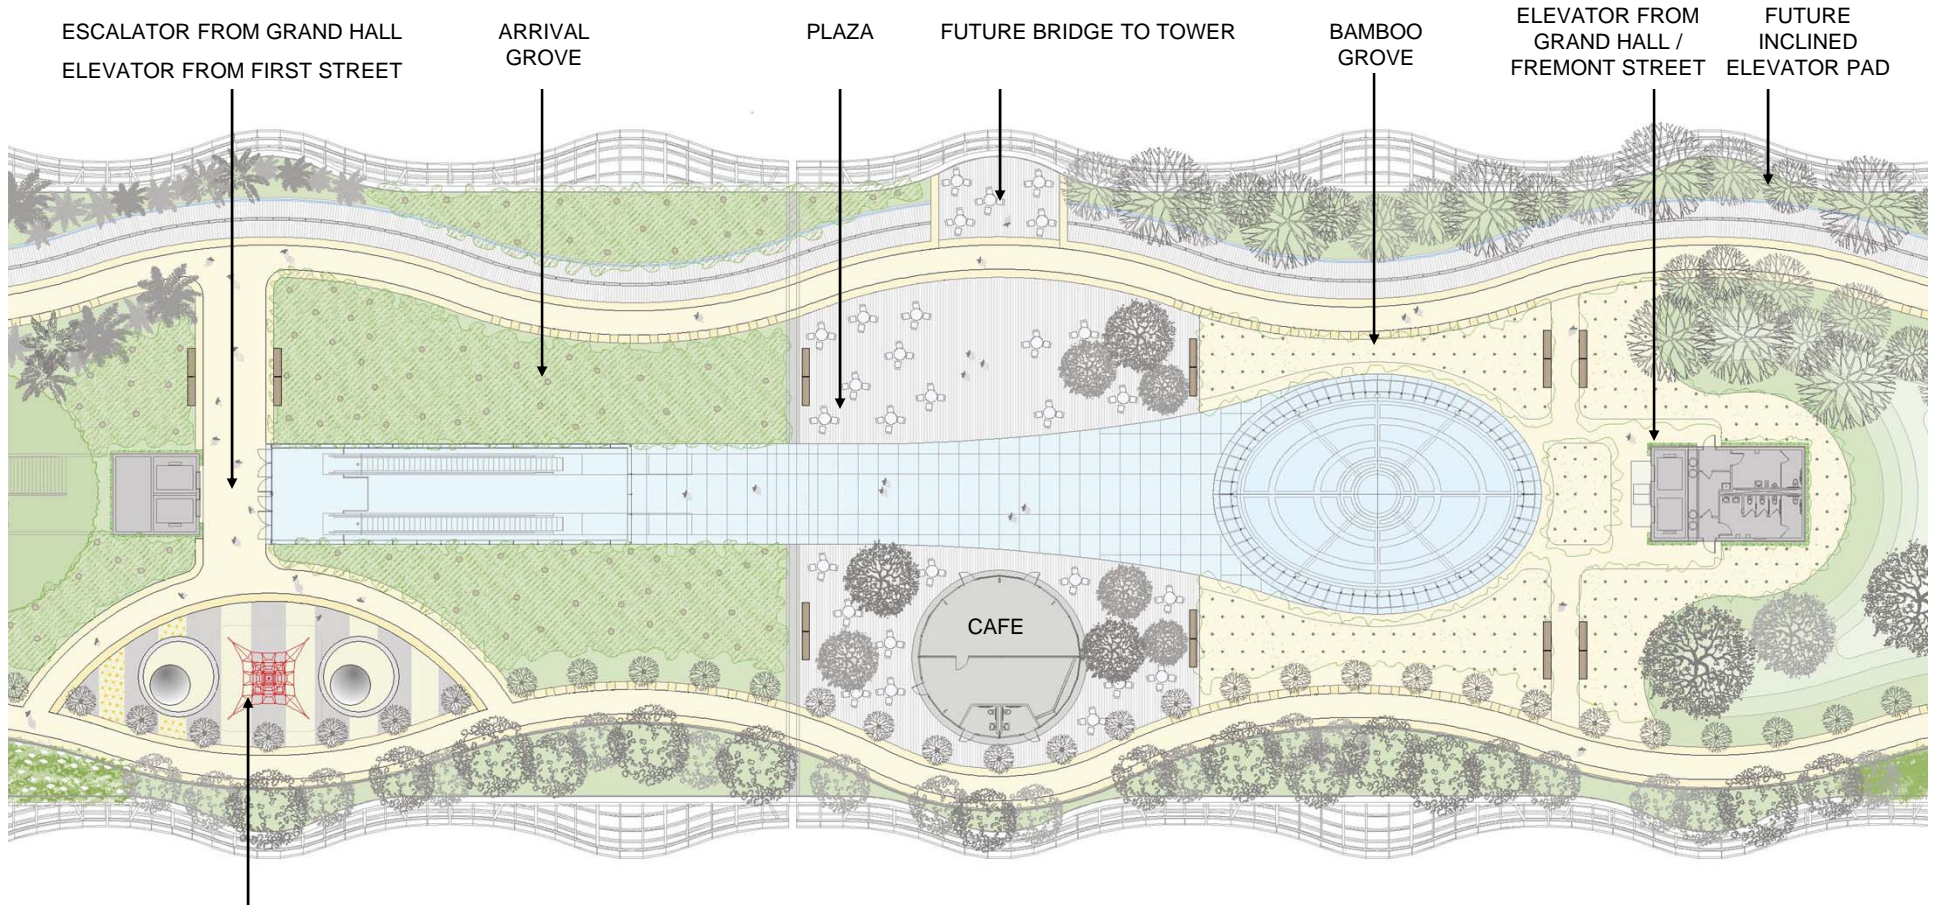 ESCALATOR FROM GRAND HALL
ELEVATOR FROM FIRST STREET
ARRIVAL
GROVE
PLAZA
FUTURE BRIDGE TO TOWER
BAMBOO
GROVE
ELEVATOR FROM
GRAND HALL /
FREMONT STREET
FUTURE
INCLINED
ELEVATOR PAD
CAFE